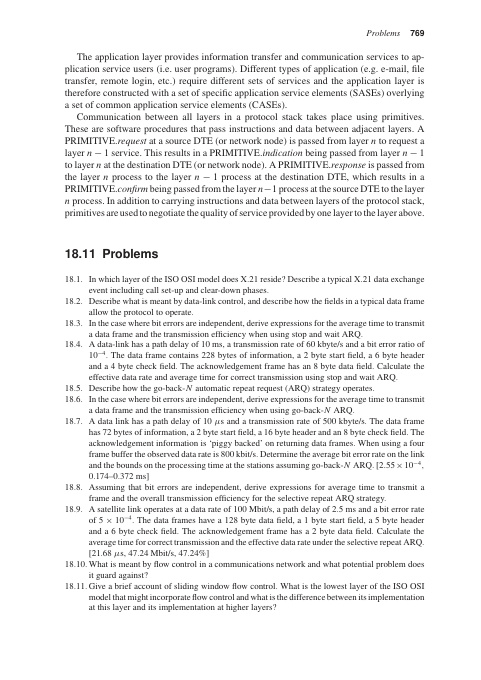 Problems 769
The application layer provides information transfer and communication services to ap-
plication service users (i.e. user programs). Different types of application (e.g. e-mail, file
transfer, remote login, etc.) require different sets of services and the application layer is
therefore constructed with a set of specific application service elements (SASEs) overlying
a set of common application service elements (CASEs).
Communication between all layers in a protocol stack takes place using primitives.
These are software procedures that pass instructions and data between adjacent layers. A
PRIMITIVE.request at a source DTE (or network node) is passed from layer n to request a
layer n − 1 service. This results in a PRIMITIVE.indication being passed from layer n − 1
to layer n at the destination DTE (or network node). A PRIMITIVE.response is passed from
the layer n process to the layer n − 1 process at the destination DTE, which results in a
PRIMITIVE.confirm being passed from the layer n − 1 process at the source DTE to the layer
n process. In addition to carrying instructions and data between layers of the protocol stack,
primitives are used to negotiate the quality of service provided by one layer to the layer above.
18.11 Problems
18.1. In which layer of the ISO OSI model does X.21 reside? Describe a typical X.21 data exchange
event including call set-up and clear-down phases.
18.2. Describe what is meant by data-link control, and describe how the fields in a typical data frame
allow the protocol to operate.
18.3. In the case where bit errors are independent, derive expressions for the average time to transmit
a data frame and the transmission efficiency when using stop and wait ARQ.
18.4. A data-link has a path delay of 10 ms, a transmission rate of 60 kbyte/s and a bit error ratio of
10⁻⁴. The data frame contains 228 bytes of information, a 2 byte start field, a 6 byte header
and a 4 byte check field. The acknowledgement frame has an 8 byte data field. Calculate the
effective data rate and average time for correct transmission using stop and wait ARQ.
18.5. Describe how the go-back-N automatic repeat request (ARQ) strategy operates.
18.6. In the case where bit errors are independent, derive expressions for the average time to transmit
a data frame and the transmission efficiency when using go-back-N ARQ.
18.7. A data link has a path delay of 10 μs and a transmission rate of 500 kbyte/s. The data frame
has 72 bytes of information, a 2 byte start field, a 16 byte header and an 8 byte check field. The
acknowledgement information is 'piggy backed' on returning data frames. When using a four
frame buffer the observed data rate is 800 kbit/s. Determine the average bit error rate on the link
and the bounds on the processing time at the stations assuming go-back-N ARQ. [2.55 × 10⁻⁴,
0.174–0.372 ms]
18.8. Assuming that bit errors are independent, derive expressions for average time to transmit a
frame and the overall transmission efficiency for the selective repeat ARQ strategy.
18.9. A satellite link operates at a data rate of 100 Mbit/s, a path delay of 2.5 ms and a bit error rate
of 5 × 10⁻⁴. The data frames have a 128 byte data field, a 1 byte start field, a 5 byte header
and a 6 byte check field. The acknowledgement frame has a 2 byte data field. Calculate the
average time for correct transmission and the effective data rate under the selective repeat ARQ.
[21.68 μs, 47.24 Mbit/s, 47.24%]
18.10. What is meant by flow control in a communications network and what potential problem does
it guard against?
18.11. Give a brief account of sliding window flow control. What is the lowest layer of the ISO OSI
model that might incorporate flow control and what is the difference between its implementation
at this layer and its implementation at higher layers?